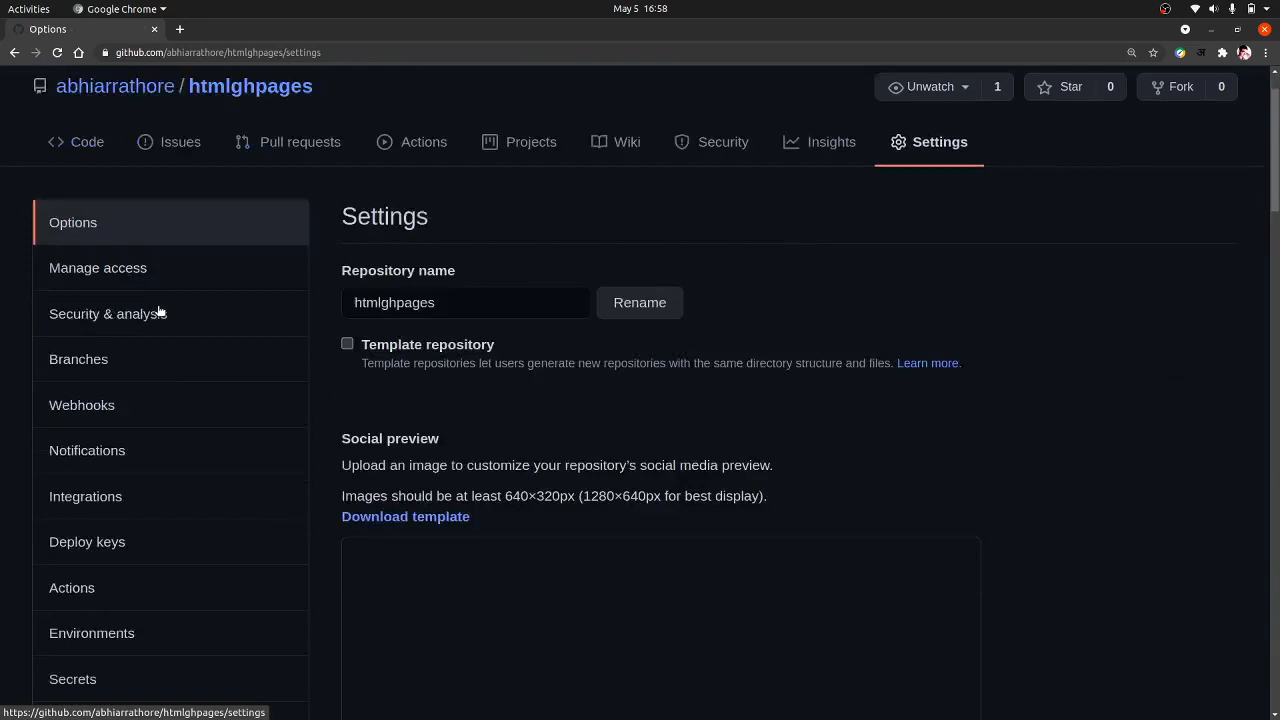 Activities
Google Chrome
May 5 16:58
Options
github.com/abhiarrathore/htmlghpages/settings
अ
abhiarrathore / htmlghpages
Unwatch 1
Star 0
Fork 0
Code
Issues
Pull requests
Actions
Projects
Wiki
Security
Insights
Settings
Options
Manage access
Security & analysis
Branches
Webhooks
Notifications
Integrations
Deploy keys
Actions
Environments
Secrets
Settings
Repository name
htmlghpages
Rename
Template repository
Template repositories let users generate new repositories with the same directory structure and files. Learn more.
Social preview
Upload an image to customize your repository's social media preview.
Images should be at least 640×320px (1280×640px for best display).
Download template
https://github.com/abhiarrathore/htmlghpages/settings